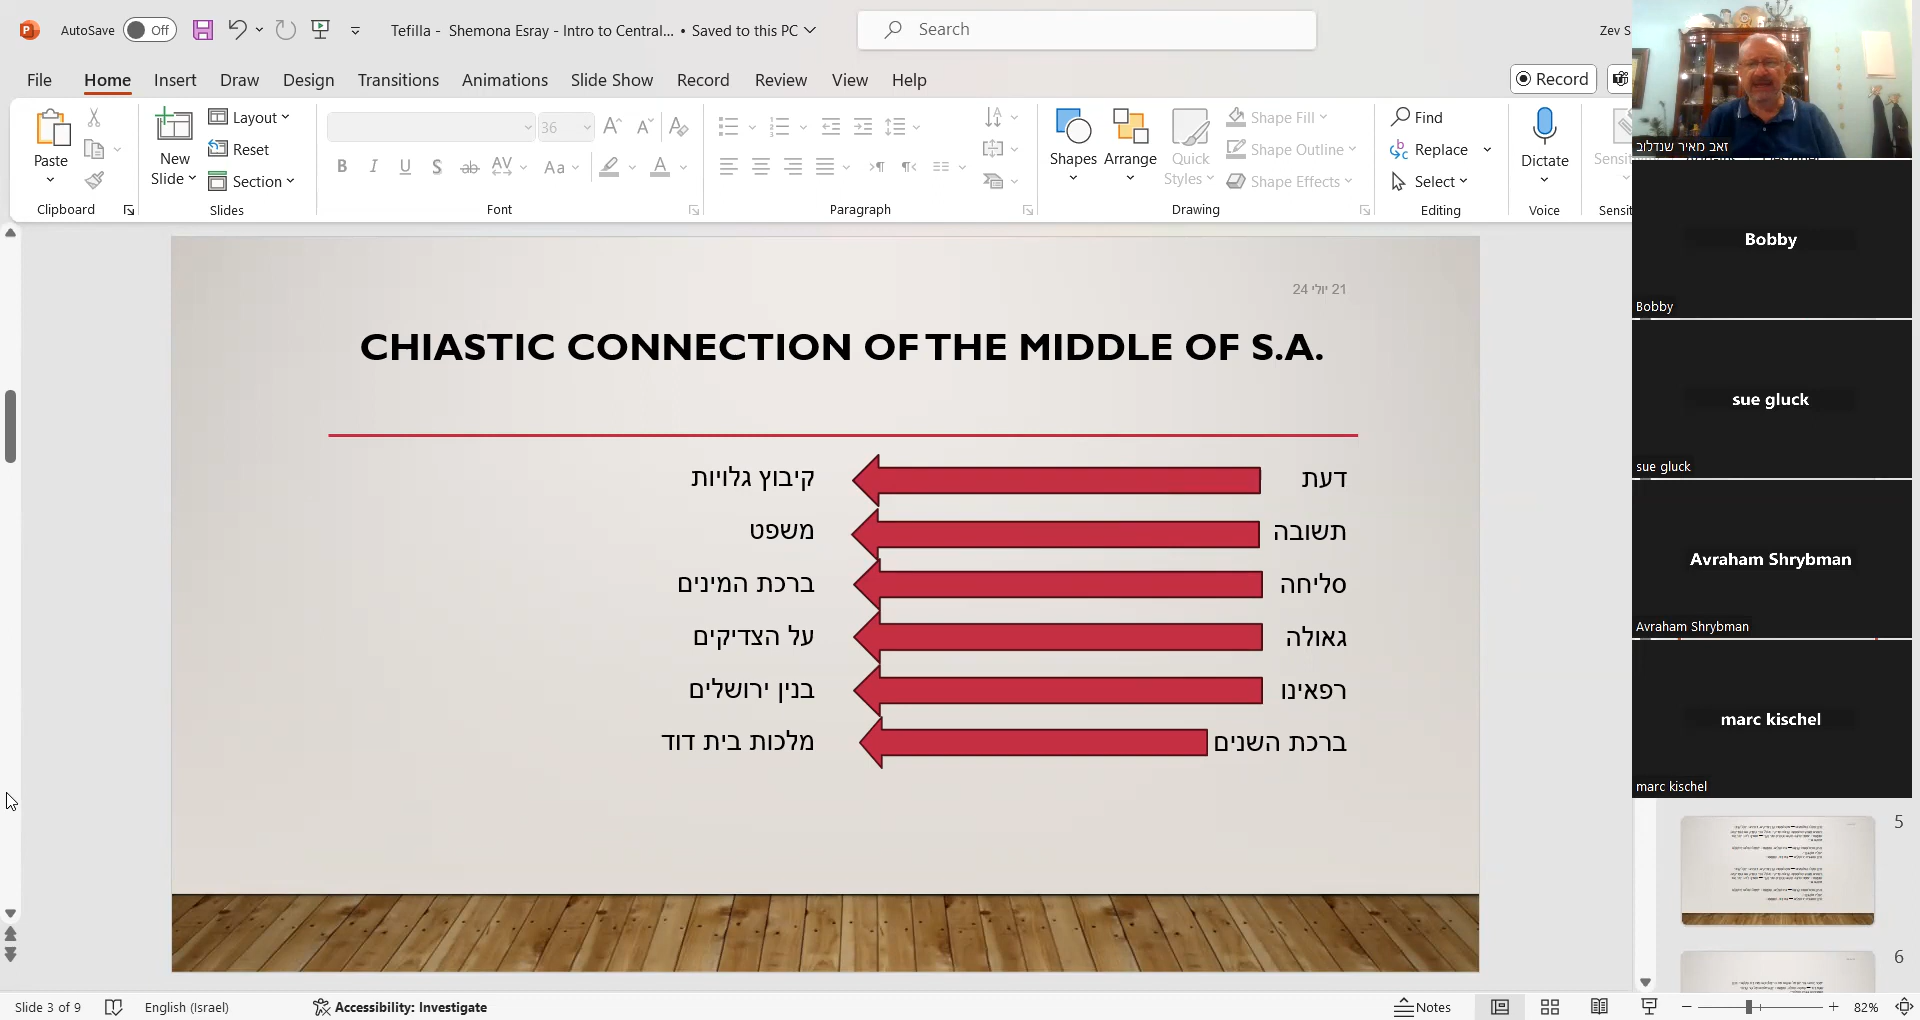 AutoSave Off Tefilla - Shemona Esray - Intro to Central... • Saved to this PC Search Zev S
File Home Insert Draw Design Transitions Animations Slide Show Record Review View Help Record
Paste New Slide Layout Reset Section 36 Shapes Arrange Quick Styles Shape Fill Shape Outline Shape Effects Find Replace Select Dictate Sensit
Clipboard Slides Font Paragraph Drawing Editing Voice Sensit
זאב מאיר שנדלוב
Bobby
Bobby
sue gluck
sue gluck
Avraham Shrybman
Avraham Shrybman
marc kischel
marc kischel
21 יולי 24
CHIASTIC CONNECTION OF THE MIDDLE OF S.A.
דעת קיבוץ גלויות
תשובה משפט
סליחה ברכת המינים
גאולה על הצדיקים
רפאינו בנין ירושלים
ברכת השנים מלכות בית דוד
5
6
Slide 3 of 9 English (Israel) Accessibility: Investigate Notes 82%